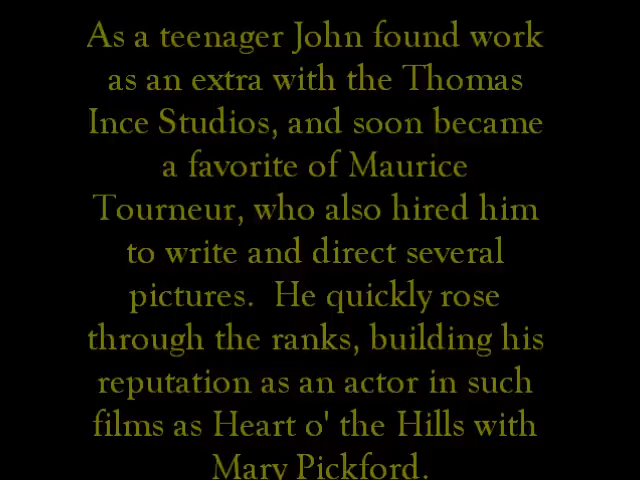 As a teenager John found work
as an extra with the Thomas
Ince Studios, and soon became
a favorite of Maurice
Tourneur, who also hired him
to write and direct several
pictures.  He quickly rose
through the ranks, building his
reputation as an actor in such
films as Heart o' the Hills with
Mary Pickford.